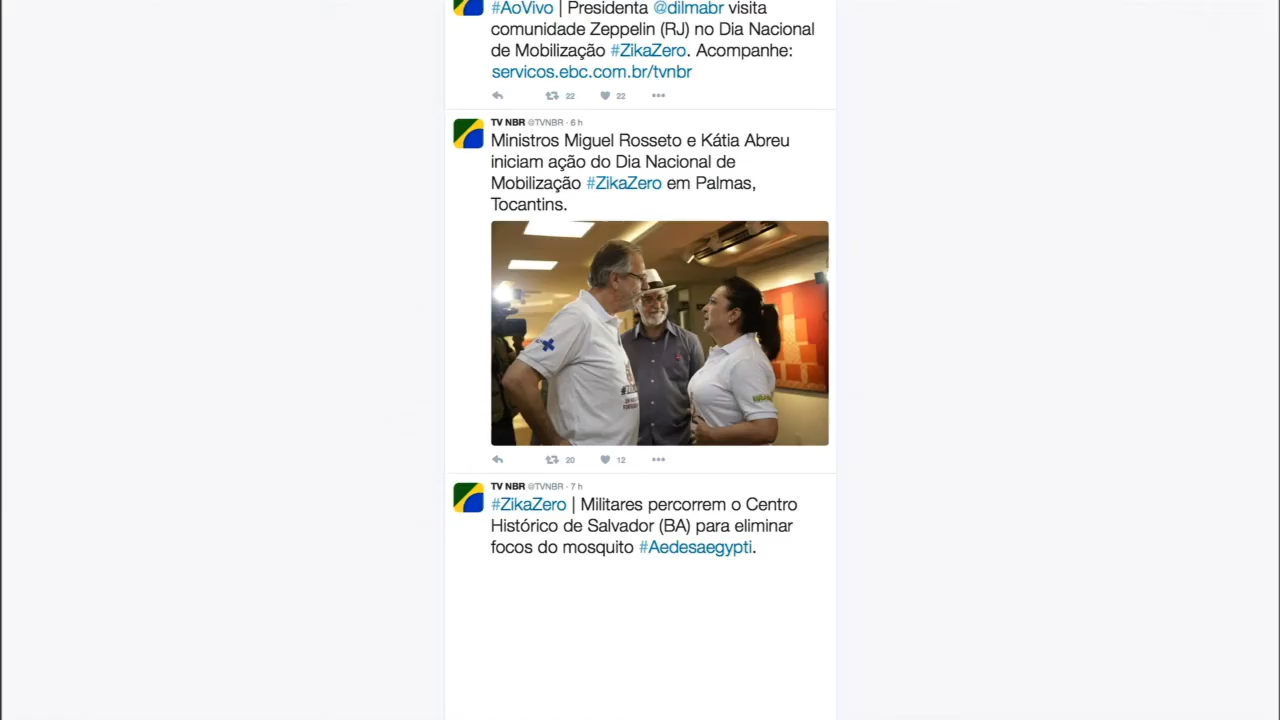 #AoVivo | Presidenta @dilmabr visita
comunidade Zeppelin (RJ) no Dia Nacional
de Mobilização #ZikaZero. Acompanhe:
servicos.ebc.com.br/tvnbr
22 22
TV NBR @TVNBR · 6 h
Ministros Miguel Rosseto e Kátia Abreu
iniciam ação do Dia Nacional de
Mobilização #ZikaZero em Palmas,
Tocantins.
20 12
TV NBR @TVNBR · 7 h
#ZikaZero | Militares percorrem o Centro
Histórico de Salvador (BA) para eliminar
focos do mosquito #Aedesaegypti.